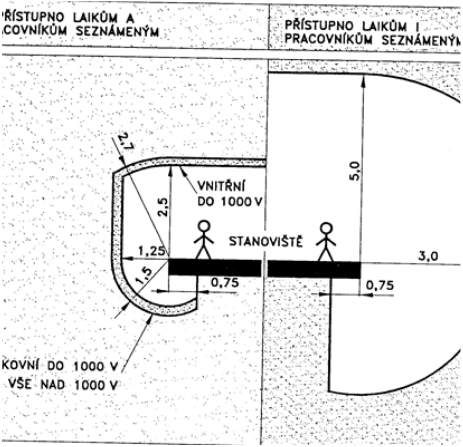 PŘÍSTUPNO LAIKŮM A
COVNÍKŮM SEZNÁMENÝM
PŘÍSTUPNO LAIKŮM I
PRACOVNÍKŮM SEZNÁMENÝM
2,7
VNITŘNÍ
DO 1000 V
2,5
5,0
STANOVIŠTĚ
1,25
1,5
0,75
3,0
0,75
KOVNÍ DO 1000 V
VŠE NAD 1000 V